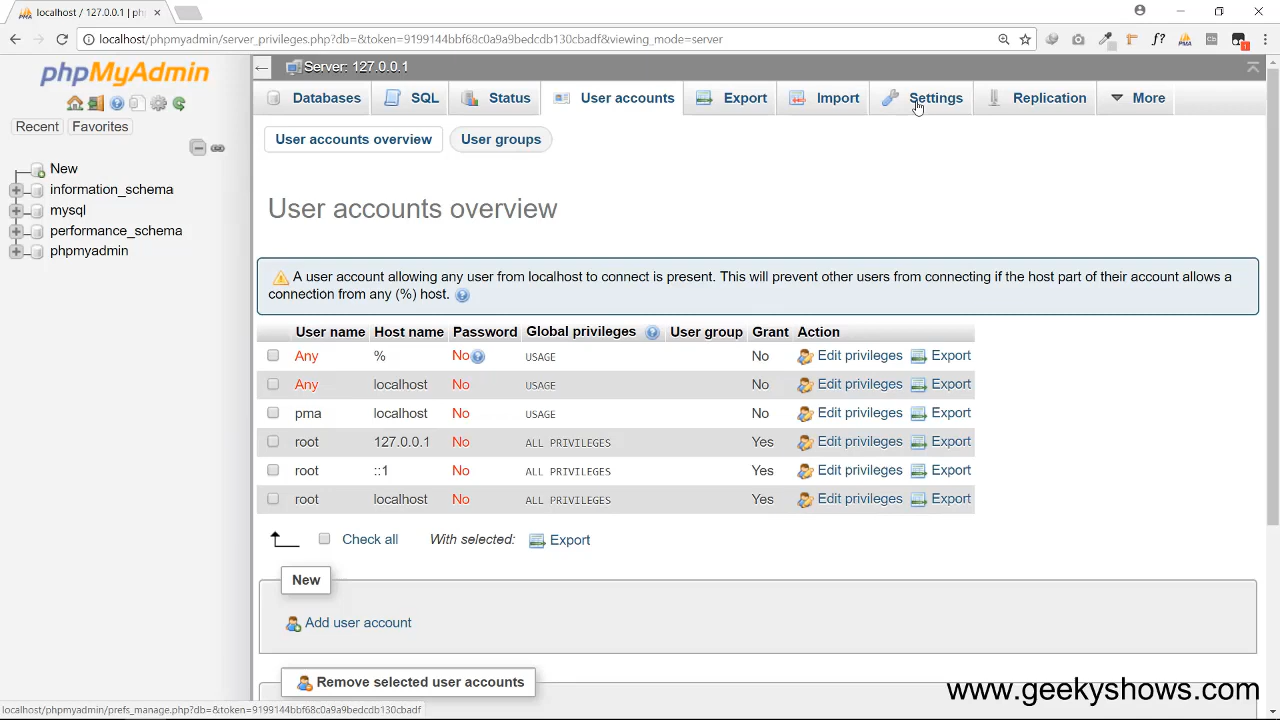 localhost / 127.0.0.1 | ph
localhost/phpmyadmin/server_privileges.php?db=&token=9199144bbf68c0a9a9bedcdb130cbadf&viewing_mode=server
phpMyAdmin
Recent Favorites
New
information_schema
mysql
performance_schema
phpmyadmin
Server: 127.0.0.1
Databases SQL Status User accounts Export Import Settings Replication More
User accounts overview User groups
User accounts overview
A user account allowing any user from localhost to connect is present. This will prevent other users from connecting if the host part of their account allows a
connection from any (%) host.
User name Host name Password Global privileges User group Grant Action
Any % No USAGE No Edit privileges Export
Any localhost No USAGE No Edit privileges Export
pma localhost No USAGE No Edit privileges Export
root 127.0.0.1 No ALL PRIVILEGES Yes Edit privileges Export
root ::1 No ALL PRIVILEGES Yes Edit privileges Export
root localhost No ALL PRIVILEGES Yes Edit privileges Export
Check all With selected: Export
New
Add user account
Remove selected user accounts
localhost/phpmyadmin/prefs_manage.php?db=&token=9199144bbf68c0a9a9bedcdb130cbadf
www.geekyshows.com